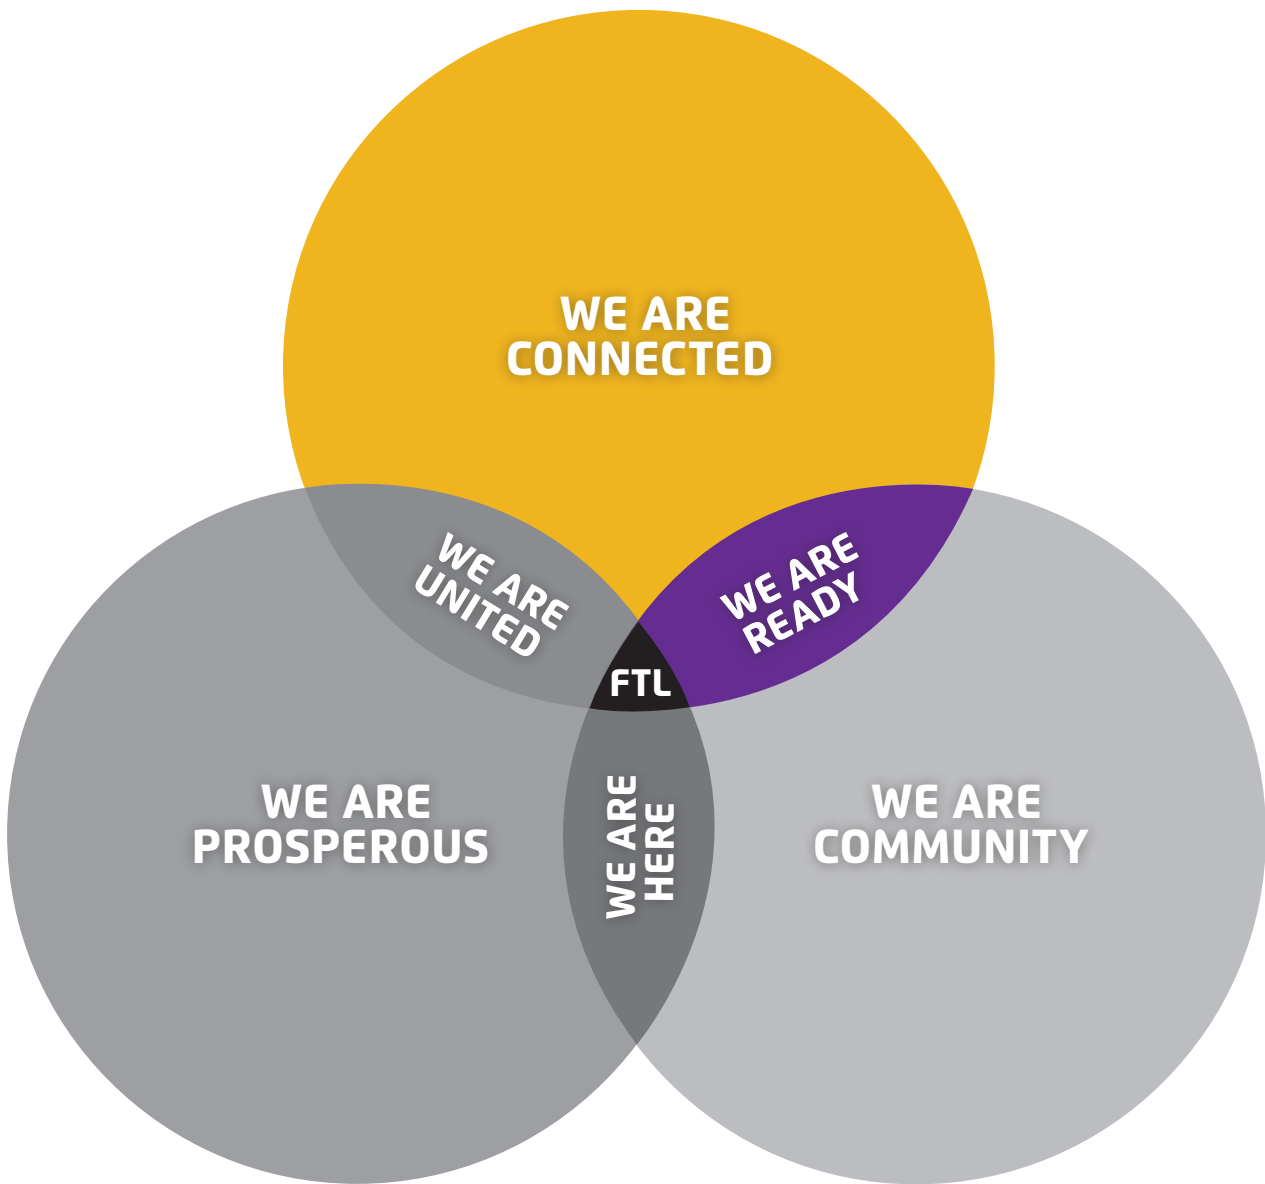 WE ARE
CONNECTED
WE ARE
UNITED
WE ARE
READY
FTL
WE ARE
PROSPEROUS
WE ARE
HERE
WE ARE
COMMUNITY